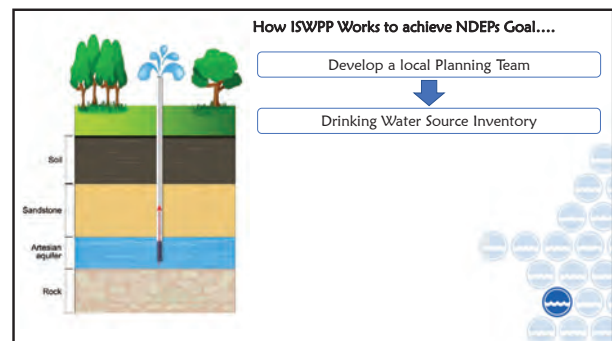 How ISWPP Works to achieve NDEPs Goal....
Develop a local Planning Team
Drinking Water Source Inventory
Soil
Sandstone
Artesian
aquifer
Rock